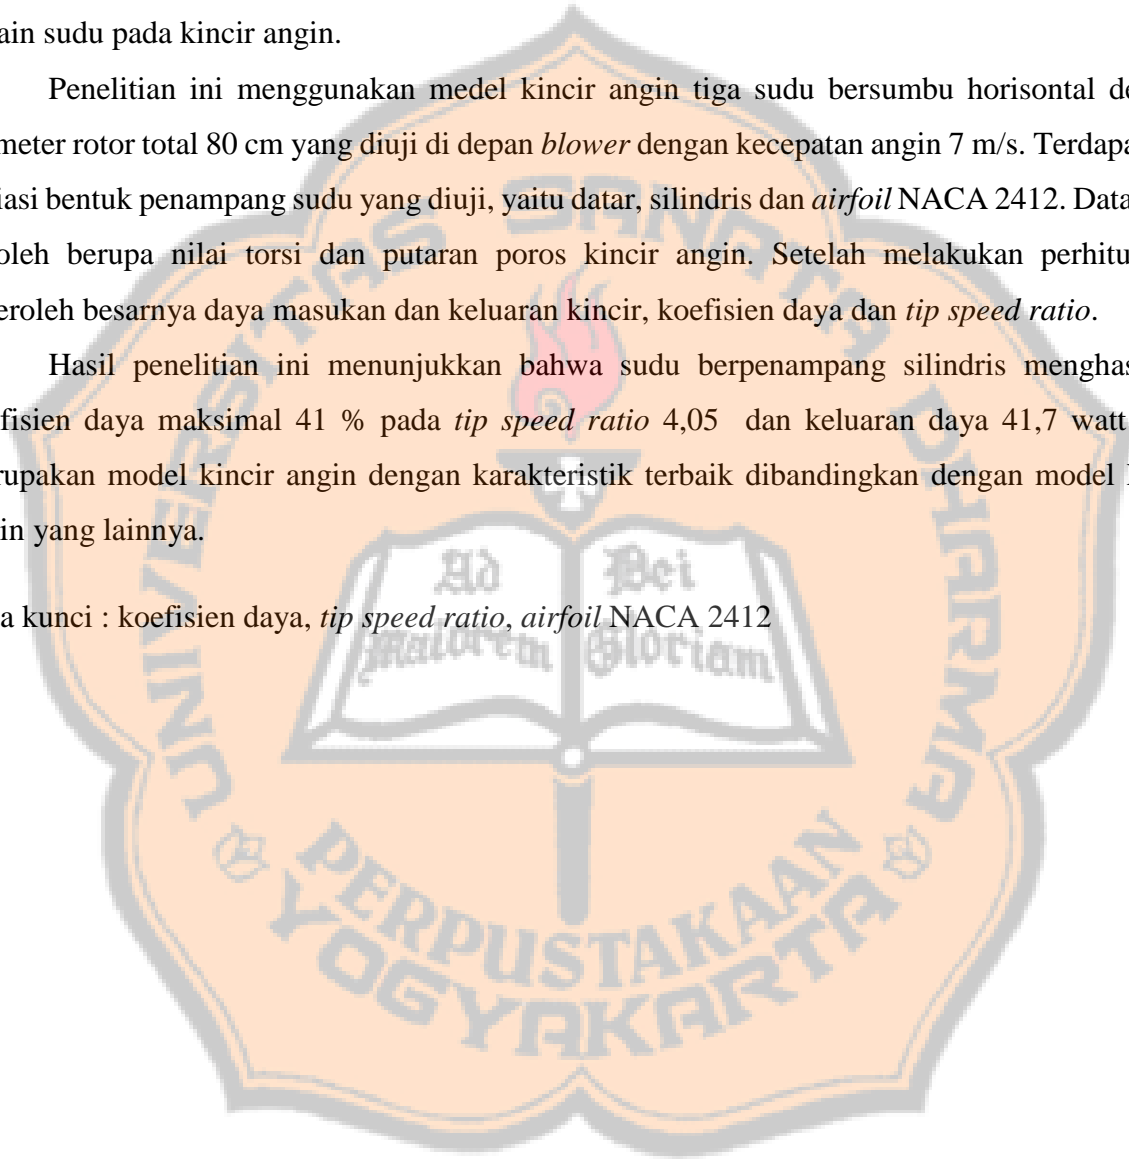 ain sudu pada kincir angin.
Penelitian ini menggunakan medel kincir angin tiga sudu bersumbu horisontal de
meter rotor total 80 cm yang diuji di depan blower dengan kecepatan angin 7 m/s. Terdapa
iasi bentuk penampang sudu yang diuji, yaitu datar, silindris dan airfoil NACA 2412. Data
oleh berupa nilai torsi dan putaran poros kincir angin. Setelah melakukan perhitu
eroleh besarnya daya masukan dan keluaran kincir, koefisien daya dan tip speed ratio.
Hasil penelitian ini menunjukkan bahwa sudu berpenampang silindris menghas
fisien daya maksimal 41 % pada tip speed ratio 4,05 dan keluaran daya 41,7 watt
rupakan model kincir angin dengan karakteristik terbaik dibandingkan dengan model
in yang lainnya.
a kunci : koefisien daya, tip speed ratio, airfoil NACA 2412
UNIVERSITAS SANATA DHARMA
Ad Dei
Maiorem Gloriam
PERPUSTAKAAN
YOGYAKARTA